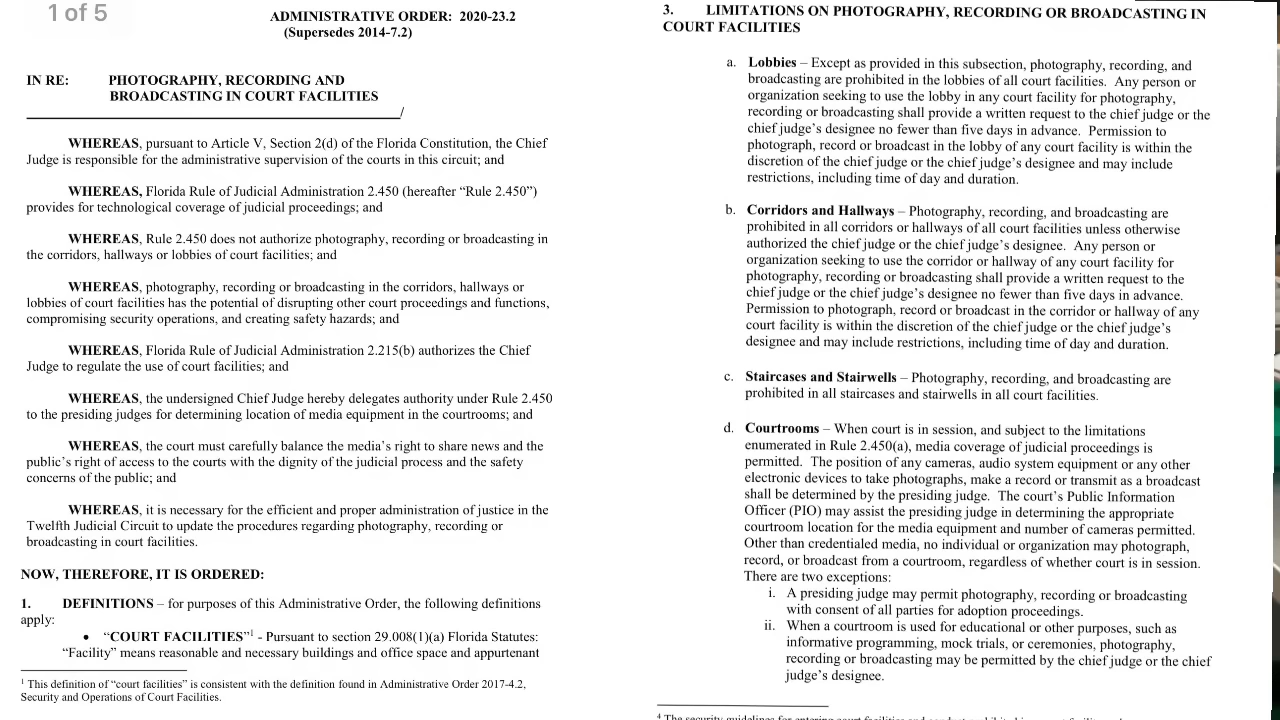 1 of 5
ADMINISTRATIVE ORDER: 2020-23.2
(Supersedes 2014-7.2)
IN RE: PHOTOGRAPHY, RECORDING AND
BROADCASTING IN COURT FACILITIES
/
WHEREAS, pursuant to Article V, Section 2(d) of the Florida Constitution, the Chief
Judge is responsible for the administrative supervision of the courts in this circuit; and
WHEREAS, Florida Rule of Judicial Administration 2.450 (hereafter “Rule 2.450”)
provides for technological coverage of judicial proceedings; and
WHEREAS, Rule 2.450 does not authorize photography, recording or broadcasting in
the corridors, hallways or lobbies of court facilities; and
WHEREAS, photography, recording or broadcasting in the corridors, hallways or
lobbies of court facilities has the potential of disrupting other court proceedings and functions,
compromising security operations, and creating safety hazards; and
WHEREAS, Florida Rule of Judicial Administration 2.215(b) authorizes the Chief
Judge to regulate the use of court facilities; and
WHEREAS, the undersigned Chief Judge hereby delegates authority under Rule 2.450
to the presiding judges for determining location of media equipment in the courtrooms; and
WHEREAS, the court must carefully balance the media’s right to share news and the
public’s right of access to the courts with the dignity of the judicial process and the safety
concerns of the public; and
WHEREAS, it is necessary for the efficient and proper administration of justice in the
Twelfth Judicial Circuit to update the procedures regarding photography, recording or
broadcasting in court facilities.
NOW, THEREFORE, IT IS ORDERED:
1. DEFINITIONS – for purposes of this Administrative Order, the following definitions
apply:
• “COURT FACILITIES”1 - Pursuant to section 29.008(1)(a) Florida Statutes:
“Facility” means reasonable and necessary buildings and office space and appurtenant
1 This definition of “court facilities” is consistent with the definition found in Administrative Order 2017-4.2,
Security and Operations of Court Facilities.
3. LIMITATIONS ON PHOTOGRAPHY, RECORDING OR BROADCASTING IN
COURT FACILITIES
a. Lobbies – Except as provided in this subsection, photography, recording, and
broadcasting are prohibited in the lobbies of all court facilities. Any person or
organization seeking to use the lobby in any court facility for photography,
recording or broadcasting shall provide a written request to the chief judge or the
chief judge’s designee no fewer than five days in advance. Permission to
photograph, record or broadcast in the lobby of any court facility is within the
discretion of the chief judge or the chief judge’s designee and may include
restrictions, including time of day and duration.
b. Corridors and Hallways – Photography, recording, and broadcasting are
prohibited in all corridors or hallways of all court facilities unless otherwise
authorized the chief judge or the chief judge’s designee. Any person or
organization seeking to use the corridor or hallway of any court facility for
photography, recording or broadcasting shall provide a written request to the
chief judge or the chief judge’s designee no fewer than five days in advance.
Permission to photograph, record or broadcast in the corridor or hallway of any
court facility is within the discretion of the chief judge or the chief judge’s
designee and may include restrictions, including time of day and duration.
c. Staircases and Stairwells – Photography, recording, and broadcasting are
prohibited in all staircases and stairwells in all court facilities.
d. Courtrooms – When court is in session, and subject to the limitations
enumerated in Rule 2.450(a), media coverage of judicial proceedings is
permitted. The position of any cameras, audio system equipment or any other
electronic devices to take photographs, make a record or transmit as a broadcast
shall be determined by the presiding judge. The court’s Public Information
Officer (PIO) may assist the presiding judge in determining the appropriate
courtroom location for the media equipment and number of cameras permitted.
Other than credentialed media, no individual or organization may photograph,
record, or broadcast from a courtroom, regardless of whether court is in session.
There are two exceptions:
i. A presiding judge may permit photography, recording or broadcasting
with consent of all parties for adoption proceedings.
ii. When a courtroom is used for educational or other purposes, such as
informative programming, mock trials, or ceremonies, photography,
recording or broadcasting may be permitted by the chief judge or the chief
judge’s designee.